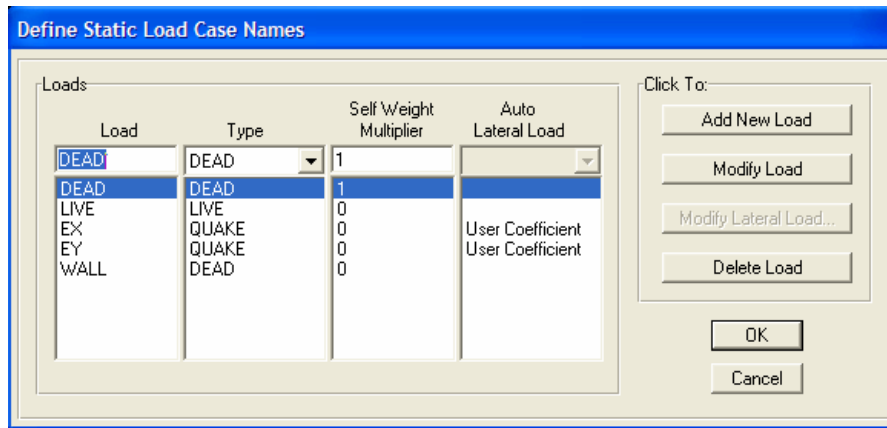 Define Static Load Case Names
Loads
Load Type Self Weight Multiplier Auto Lateral Load
DEAD DEAD 1
DEAD DEAD 1
LIVE LIVE 0
EX QUAKE 0 User Coefficient
EY QUAKE 0 User Coefficient
WALL DEAD 0
Click To:
Add New Load
Modify Load
Modify Lateral Load...
Delete Load
OK
Cancel